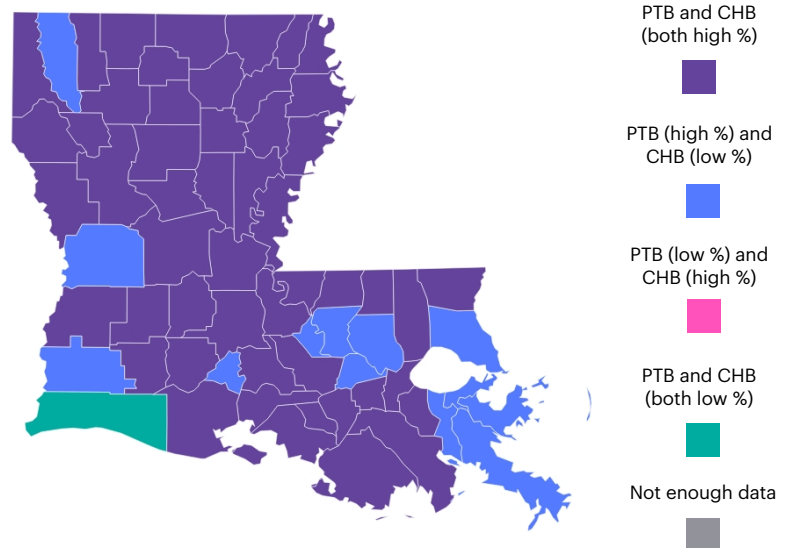 PTB and CHB
(both high %)
PTB (high %) and
CHB (low %)
PTB (low %) and
CHB (high %)
PTB and CHB
(both low %)
Not enough data